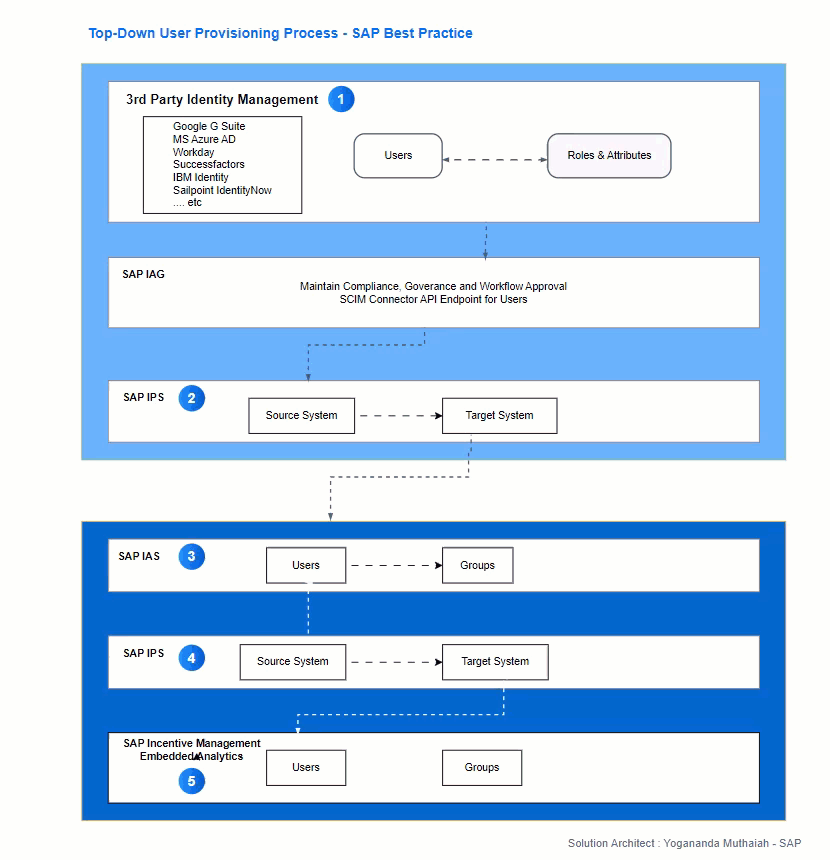 Top-Down User Provisioning Process - SAP Best Practice
3rd Party Identity Management 1
Google G Suite
MS Azure AD
Workday
Successfactors
IBM Identity
Sailpoint IdentityNow
.... etc
Users
Roles & Attributes
SAP IAG
Maintain Compliance, Goverance and Workflow Approval
SCIM Connector API Endpoint for Users
SAP IPS 2
Source System
Target System
SAP IAS 3
Users
Groups
SAP IPS 4
Source System
Target System
SAP Incentive Management
Embedded Analytics
5
Users
Groups
Solution Architect : Yogananda Muthaiah - SAP